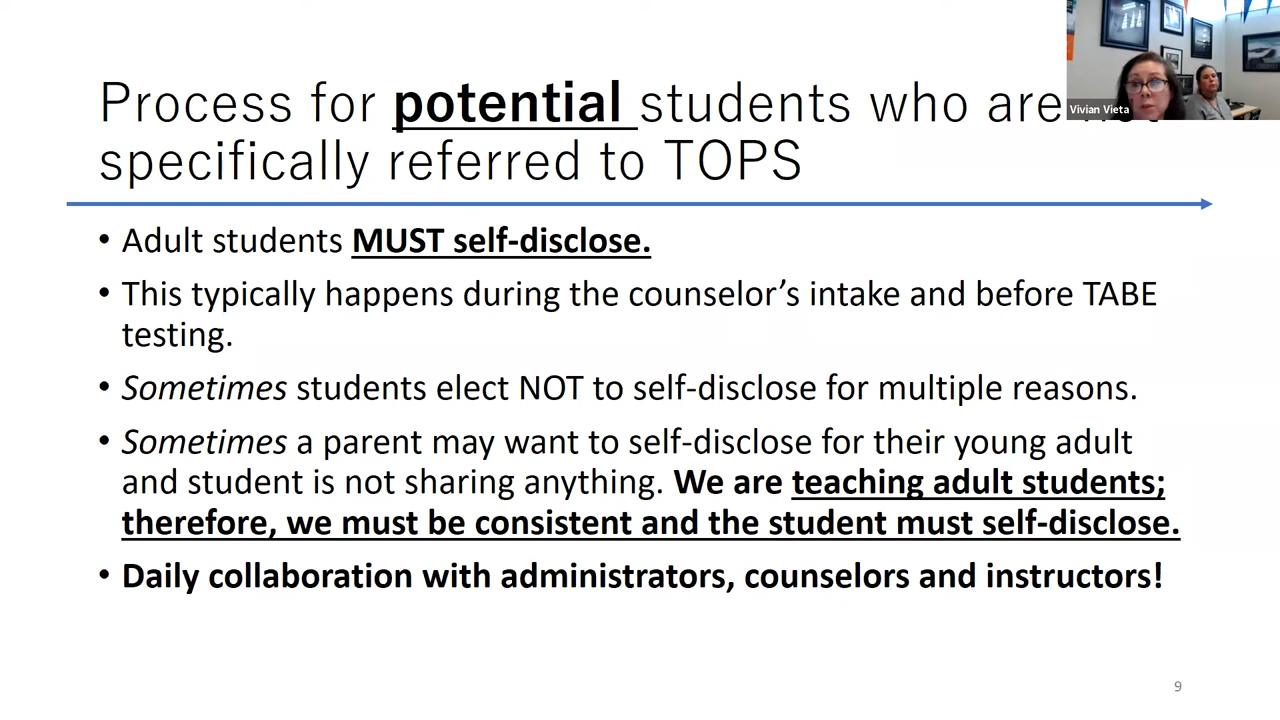 Process for potential students who are
specifically referred to TOPS
Vivian Vieta
• Adult students MUST self-disclose.
• This typically happens during the counselor’s intake and before TABE
testing.
• Sometimes students elect NOT to self-disclose for multiple reasons.
• Sometimes a parent may want to self-disclose for their young adult
and student is not sharing anything. We are teaching adult students;
therefore, we must be consistent and the student must self-disclose.
• Daily collaboration with administrators, counselors and instructors!
9